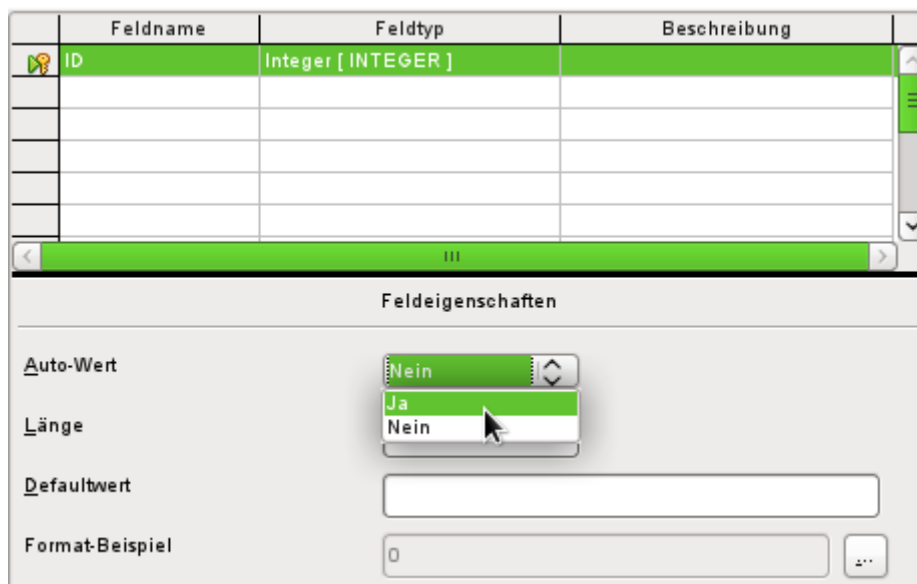 Feldname Feldtyp Beschreibung
ID Integer [ INTEGER ]
Feldeigenschaften
Auto-Wert Nein
Ja
Länge Nein
Defaultwert
Format-Beispiel 0 ...